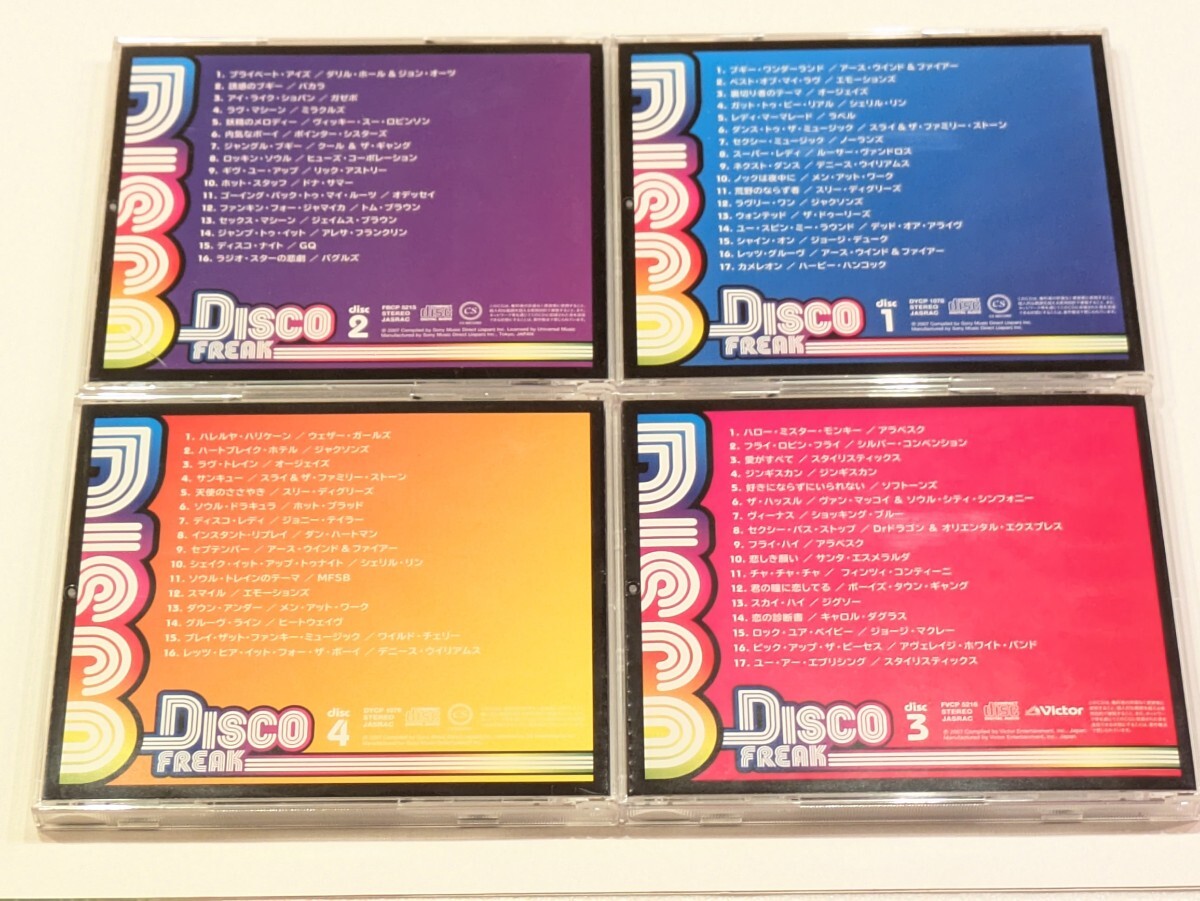 DISCO
1. プライベート・アイズ ／ ダリル・ホール & ジョン・オーツ
2. 誘惑のブギー ／ バカラ
3. アイ・ライク・ショパン ／ ガゼボ
4. ラヴ・マシーン ／ ミラクルズ
5. 妖精のメロディー ／ ヴィッキー・スー・ロビンソン
6. 内気なボーイ ／ ポインター・シスターズ
7. ジャングル・ブギー ／ クール & ザ・ギャング
8. ロッキン・ソウル ／ ヒューズ・コーポレーション
9. ギヴ・ユー・アップ ／ リック・アストリー
10. ホット・スタッフ ／ ドナ・サマー
11. ゴーイング・バック・トゥ・マイ・ルーツ ／ オデッセイ
12. ファンキン・フォー・ジャマイカ ／ トム・ブラウン
13. セックス・マシーン ／ ジェイムス・ブラウン
14. ジャンプ・トゥ・イット ／ アレサ・フランクリン
15. ディスコ・ナイト ／ GQ
16. ラジオ・スターの悲劇 ／ バグルズ
DISCO
FREAK
disc
2
STEREO
JASRAC
DISCO
1. ブギー・ワンダーランド ／ アース・ウインド & ファイアー
2. ベスト・オブ・マイ・ラヴ ／ エモーションズ
3. 裏切り者のテーマ ／ オージェイズ
4. ガット・トゥ・ビー・リアル ／ シェリル・リン
5. レディ・マーマレード ／ ラベル
6. ダンス・トゥ・ザ・ミュージック ／ スライ & ザ・ファミリー・ストーン
7. セクシー・ミュージック ／ ノーランズ
8. スーパー・レディ ／ ルーサー・ヴァンドロス
9. ネクスト・ダンス ／ デニース・ウイリアムス
10. ノックは夜中に ／ メン・アット・ワーク
11. 荒野のならず者 ／ スリー・ディグリーズ
12. ラヴリー・ワン ／ ジャクソンズ
13. ウォンテッド ／ ザ・ドゥーリーズ
14. ユー・スピン・ミー・ラウンド ／ デッド・オア・アライヴ
15. シャイン・オン ／ ジョージ・デューク
16. レッツ・グルーヴ ／ アース・ウインド & ファイアー
17. カメレオン ／ ハービー・ハンコック
DISCO
FREAK
disc
1
STEREO
JASRAC
DISCO
1. ハレルヤ・ハリケーン ／ ウェザー・ガールズ
2. ハートブレイク・ホテル ／ ジャクソンズ
3. ラヴ・トレイン ／ オージェイズ
4. サンキュー ／ スライ & ザ・ファミリー・ストーン
5. 天使のささやき ／ スリー・ディグリーズ
6. ソウル・ドラキュラ ／ ホット・ブラッド
7. ディスコ・レディ ／ ジョニー・テイラー
8. インスタント・リプレイ ／ ダン・ハートマン
9. セプテンバー ／ アース・ウインド & ファイアー
10. シェイク・イット・アップ・トゥナイト ／ シェリル・リン
11. ソウル・トレインのテーマ ／ MFSB
12. スマイル ／ エモーションズ
13. ダウン・アンダー ／ メン・アット・ワーク
14. グルーヴ・ライン ／ ヒートウェイヴ
15. プレイ・ザット・ファンキー・ミュージック ／ ワイルド・チェリー
16. レッツ・ヒア・イット・フォー・ザ・ボーイ ／ デニース・ウイリアムス
DISCO
FREAK
disc
4
STEREO
JASRAC
DISCO
1. ハロー・ミスター・モンキー ／ アラベスク
2. フライ・ロビン・フライ ／ シルバー・コンベンション
3. 愛がすべて ／ スタイリスティックス
4. ジンギスカン ／ ジンギスカン
5. 好きにならずにいられない ／ ソフトーンズ
6. ザ・ハッスル ／ ヴァン・マッコイ & ソウル・シティ・シンフォニー
7. ヴィーナス ／ ショッキング・ブルー
8. セクシー・バス・ストップ ／ Drドラゴン & オリエンタル・エクスプレス
9. フライ・ハイ ／ アラベスク
10. 悲しき願い ／ サンタ・エスメラルダ
11. チャ・チャ・チャ ／ フィンツィ・コンティーニ
12. 君の瞳に恋してる ／ ボーイズ・タウン・ギャング
13. スカイ・ハイ ／ ジグソー
14. 恋の診断書 ／ キャロル・ダグラス
15. ロック・ユア・ベイビー ／ ジョージ・マクレー
16. ピック・アップ・ザ・ピーセス ／ アヴェレイジ・ホワイト・バンド
17. ユー・アー・エブリシング ／ スタイリスティックス
DISCO
FREAK
disc
3
STEREO
JASRAC
Victor